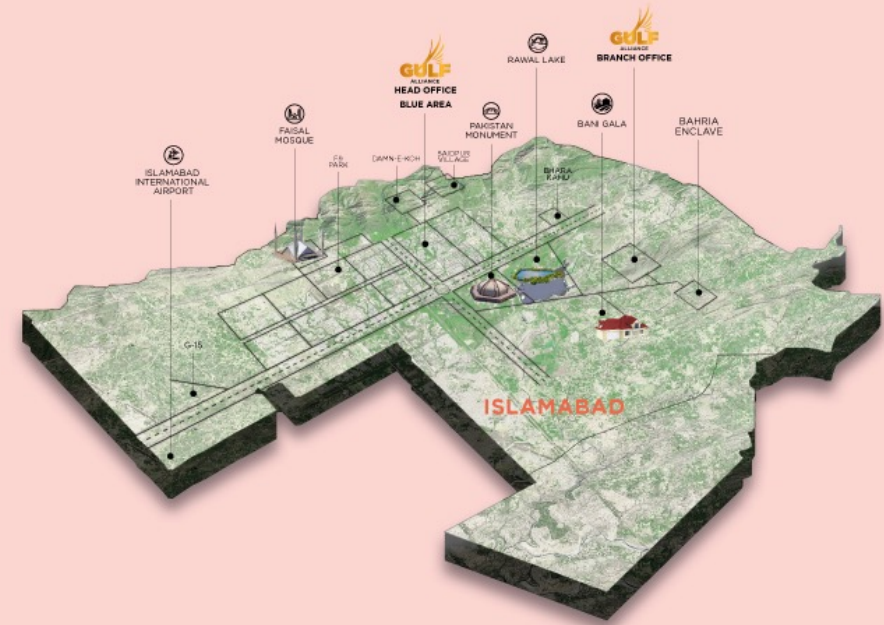 GULF
ALLIANCE
HEAD OFFICE
BLUE AREA
GULF
ALLIANCE
BRANCH OFFICE
RAWAL LAKE
FAISAL
MOSQUE
PAKISTAN
MONUMENT
BANI GALA
BAHRIA
ENCLAVE
ISLAMABAD
INTERNATIONAL
AIRPORT
F6
PARK
DAMN-E-KOH
SAIDPUR
VILLAGE
BHARA
KAHU
G-15
ISLAMABAD